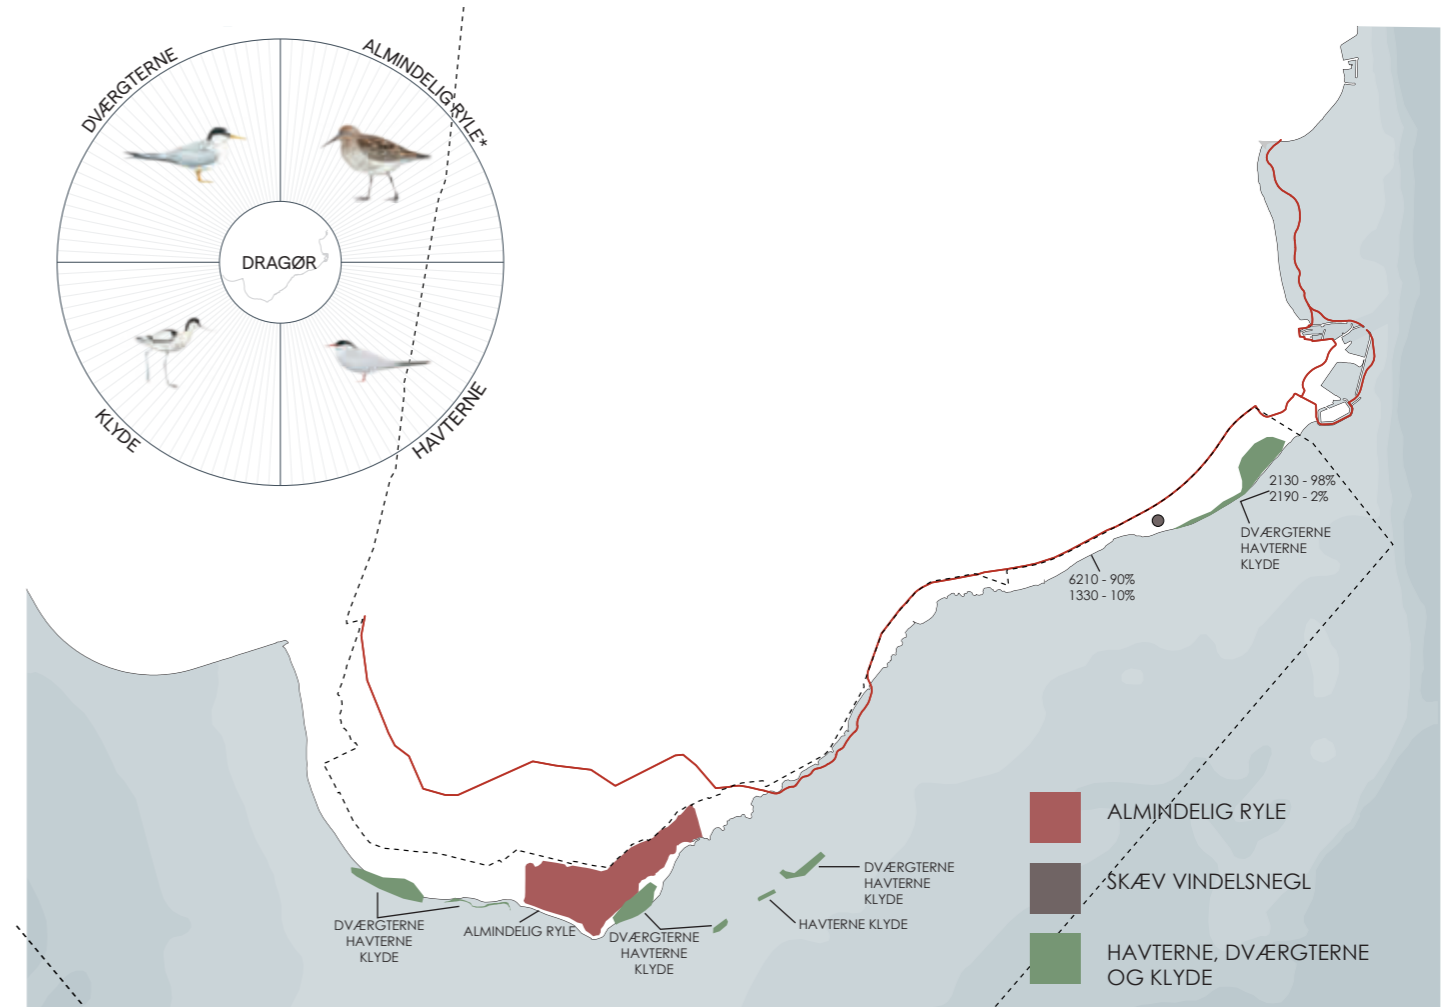 DVÆRGTERNE
ALMINDELIG RYLE*
DRAGØR
KLYDE
HAVTERNE
2130 - 98%
2190 - 2%
DVÆRGTERNE
HAVTERNE
KLYDE
6210 - 90%
1330 - 10%
DVÆRGTERNE
HAVTERNE
KLYDE
HAVTERNE KLYDE
DVÆRGTERNE
HAVTERNE
KLYDE
ALMINDELIG RYLE
DVÆRGTERNE
HAVTERNE
KLYDE
ALMINDELIG RYLE
SKÆV VINDELSNEGL
HAVTERNE, DVÆRGTERNE
OG KLYDE